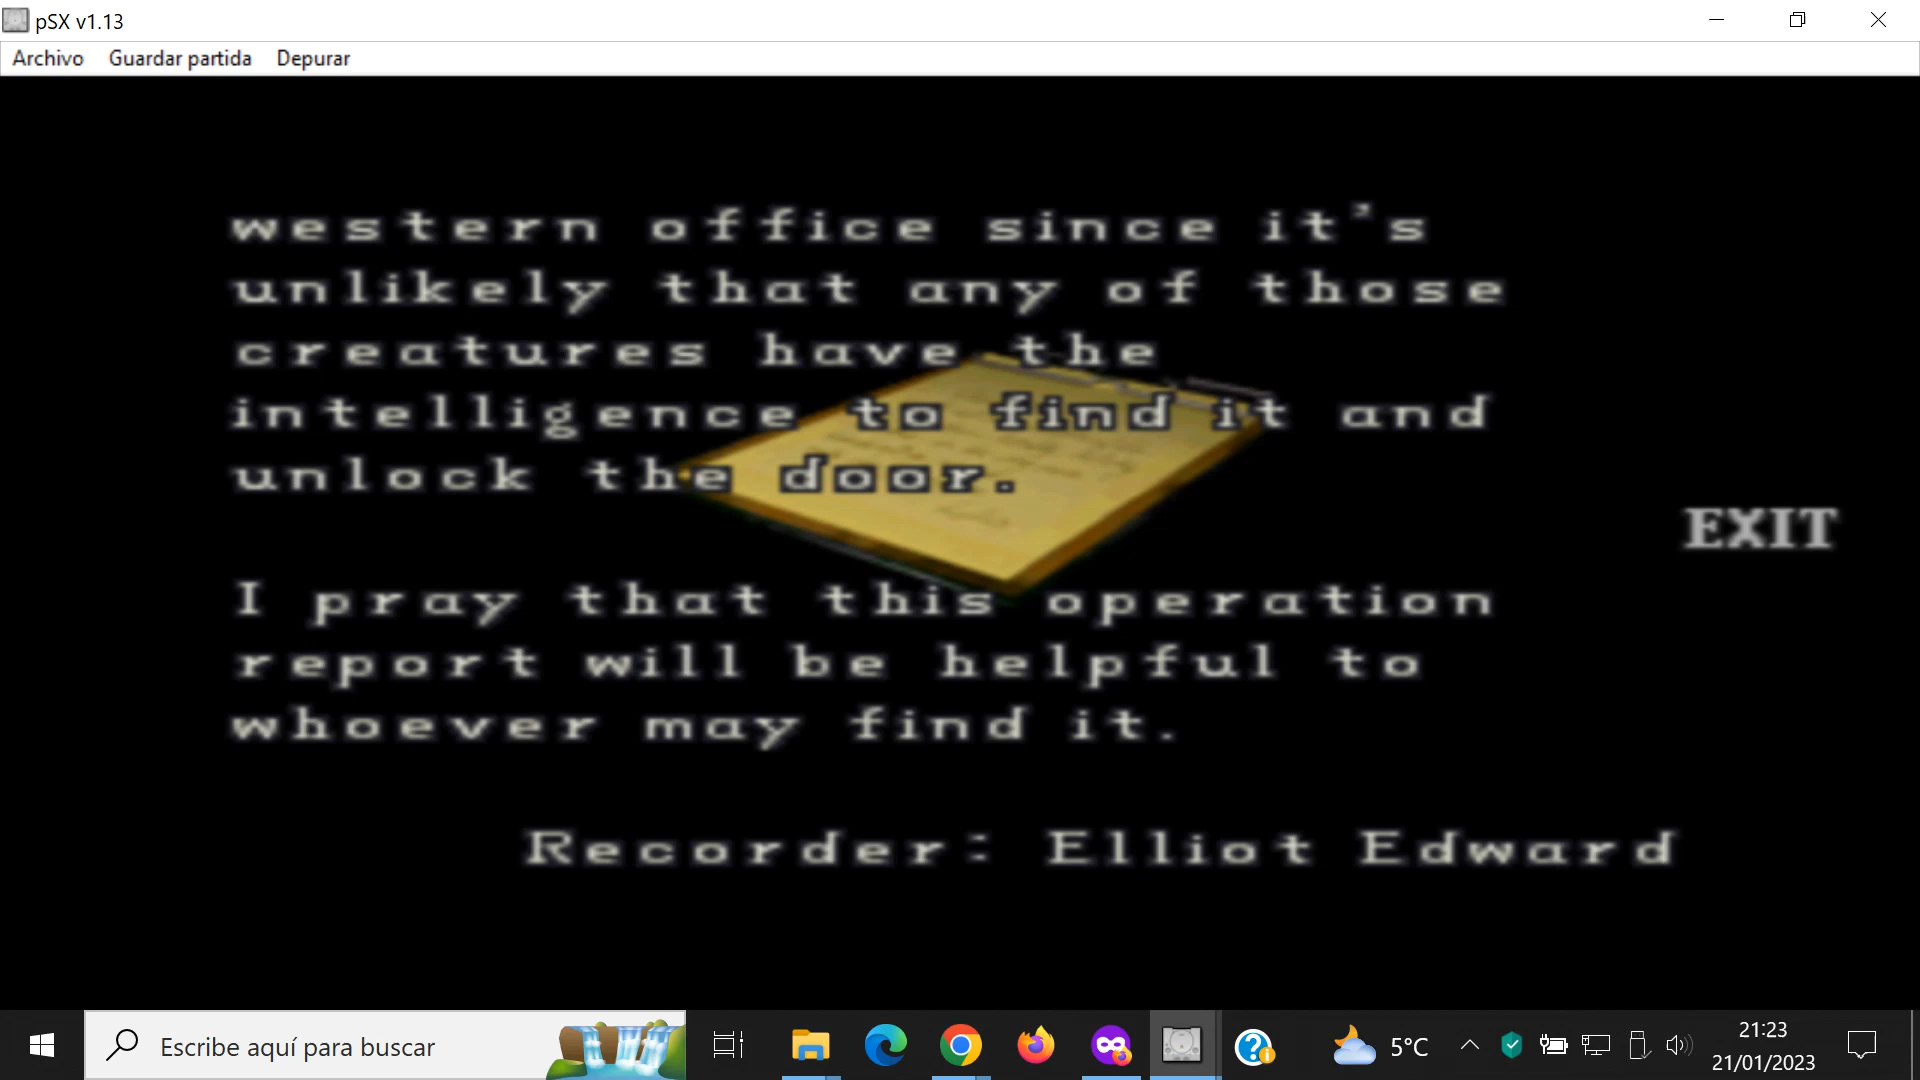 pSX v1.13
Archivo Guardar partida Depurar
western office since it's
unlikely that any of those
creatures have the
intelligence to find it and
unlock the door.
EXIT
I pray that this operation
report will be helpful to
whoever may find it.
Recorder: Elliot Edward
Escribe aquí para buscar
5°C
21:23
21/01/2023